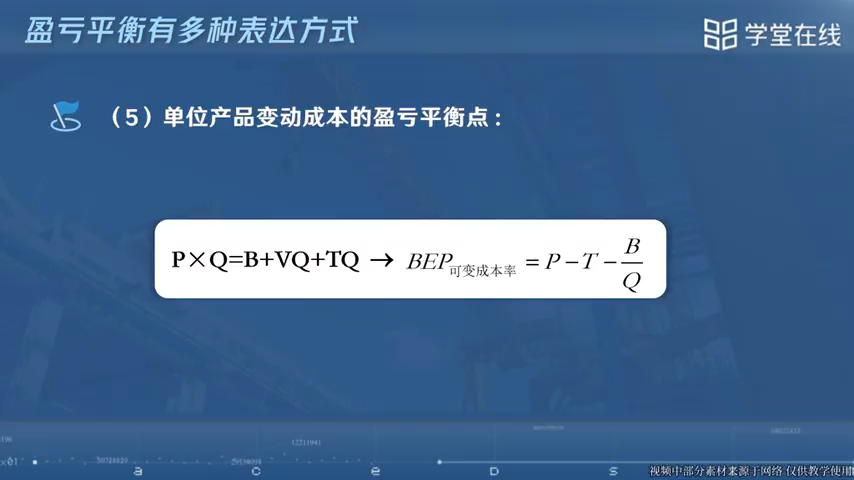 盈亏平衡有多种表达方式
学堂在线
（5）单位产品变动成本的盈亏平衡点：
P×Q=B+VQ+TQ → BEP可变成本率 = P－T－B/Q
12211941
×01
a c e D s
视频中部分素材来源于网络 仅供教学使用